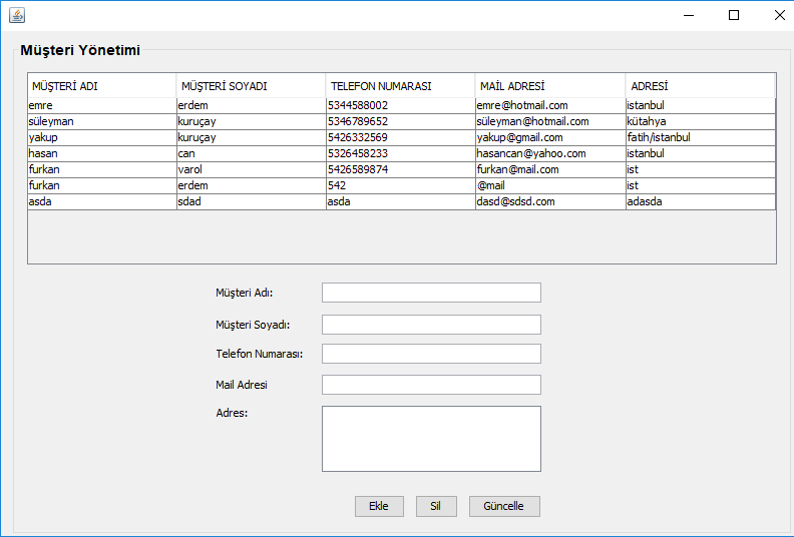 Müşteri Yönetimi
MÜŞTERİ ADI MÜŞTERİ SOYADI TELEFON NUMARASI MAİL ADRESİ ADRESİ
emre erdem 5344588002 emre@hotmail.com istanbul
süleyman kuruçay 5346789652 süleyman@hotmail.com kütahya
yakup kuruçay 5426332569 yakup@gmail.com fatih/istanbul
hasan can 5326458233 hasancan@yahoo.com istanbul
furkan varol 5426589874 furkan@mail.com ist
furkan erdem 542 @mail ist
asda sdad asda dasd@sdsd.com adasda
Müşteri Adı:
Müşteri Soyadı:
Telefon Numarası:
Mail Adresi
Adres:
Ekle Sil Güncelle